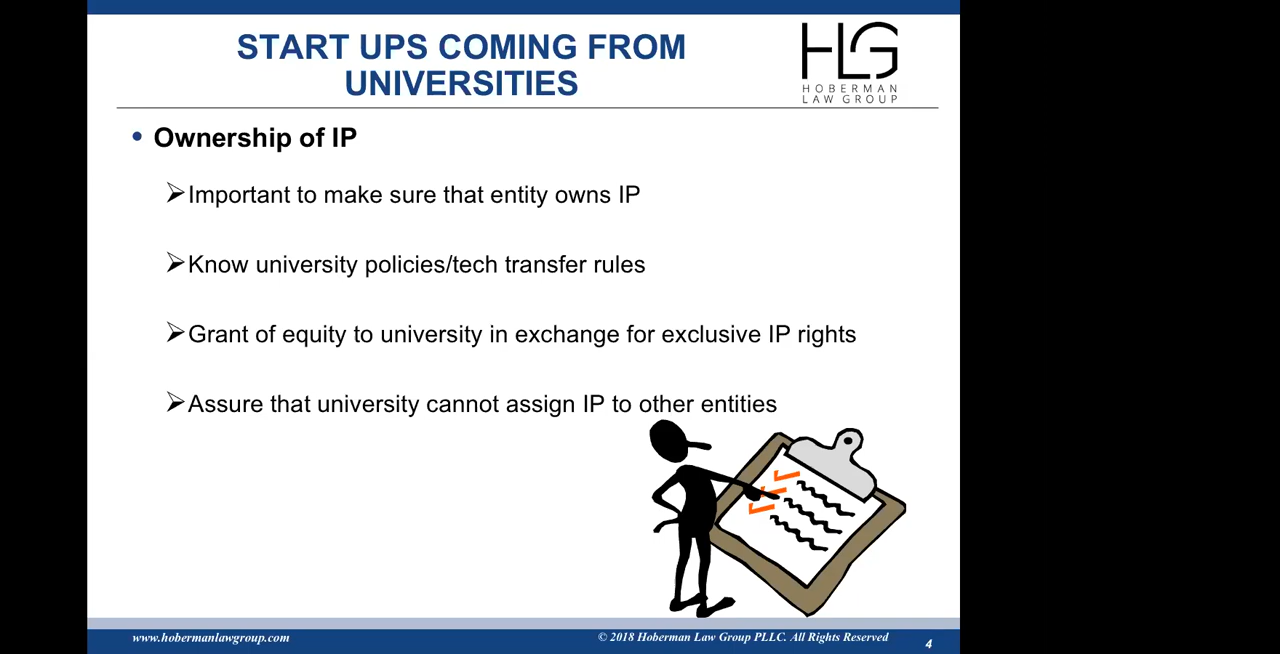 START UPS COMING FROM
UNIVERSITIES
HLG
HOBERMAN
LAW GROUP
• Ownership of IP
➢Important to make sure that entity owns IP
➢Know university policies/tech transfer rules
➢Grant of equity to university in exchange for exclusive IP rights
➢Assure that university cannot assign IP to other entities
www.hobermanlawgroup.com
© 2018 Hoberman Law Group PLLC. All Rights Reserved
4